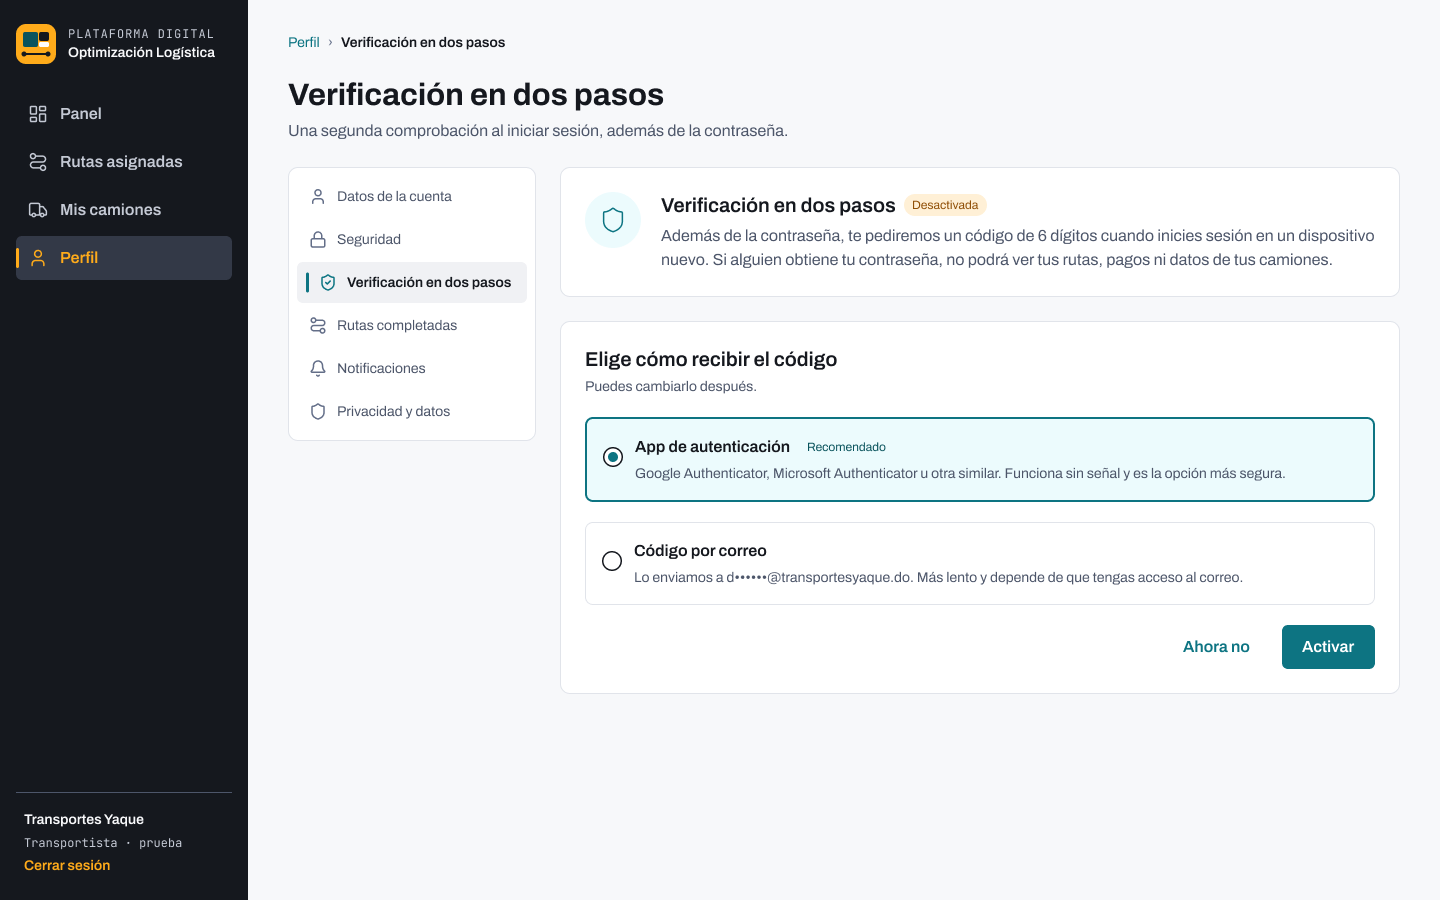 PLATAFORMA DIGITAL
Optimización Logística
Panel
Rutas asignadas
Mis camiones
Perfil
Transportes Yaque
Transportista · prueba
Cerrar sesión
Perfil › Verificación en dos pasos
Verificación en dos pasos
Una segunda comprobación al iniciar sesión, además de la contraseña.
Datos de la cuenta
Seguridad
Verificación en dos pasos
Rutas completadas
Notificaciones
Privacidad y datos
Verificación en dos pasos Desactivada
Además de la contraseña, te pediremos un código de 6 dígitos cuando inicies sesión en un dispositivo
nuevo. Si alguien obtiene tu contraseña, no podrá ver tus rutas, pagos ni datos de tus camiones.
Elige cómo recibir el código
Puedes cambiarlo después.
App de autenticación Recomendado
Google Authenticator, Microsoft Authenticator u otra similar. Funciona sin señal y es la opción más segura.
Código por correo
Lo enviamos a d••••••@transportesyaque.do. Más lento y depende de que tengas acceso al correo.
Ahora no
Activar